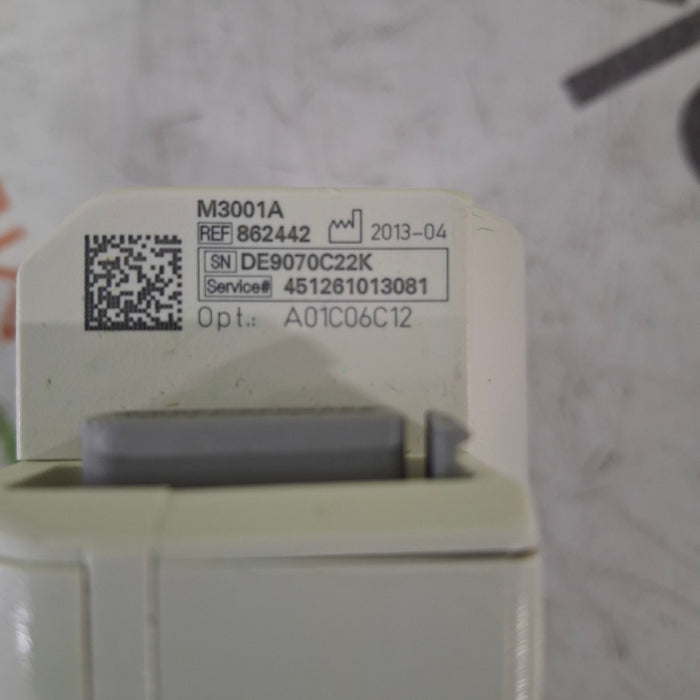 M3001A
REF 862442 2013-04
SN DE9070C22K
Service# 451261013081
Opt.: A01C06C12